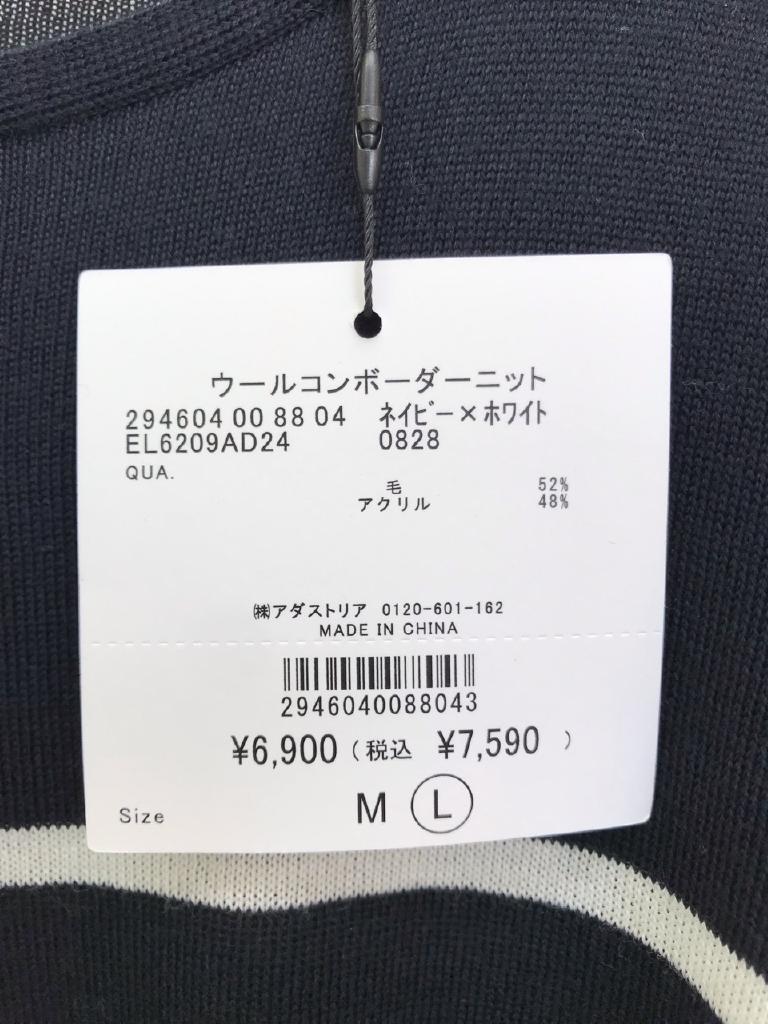 ウールコンボーダーニット
294604 00 88 04 ネイビー×ホワイト
EL6209AD24 0828
QUA.
毛 52%
アクリル 48%
㈱アダストリア 0120-601-162
MADE IN CHINA
2946040088043
¥6,900 (税込 ¥7,590 )
Size M L